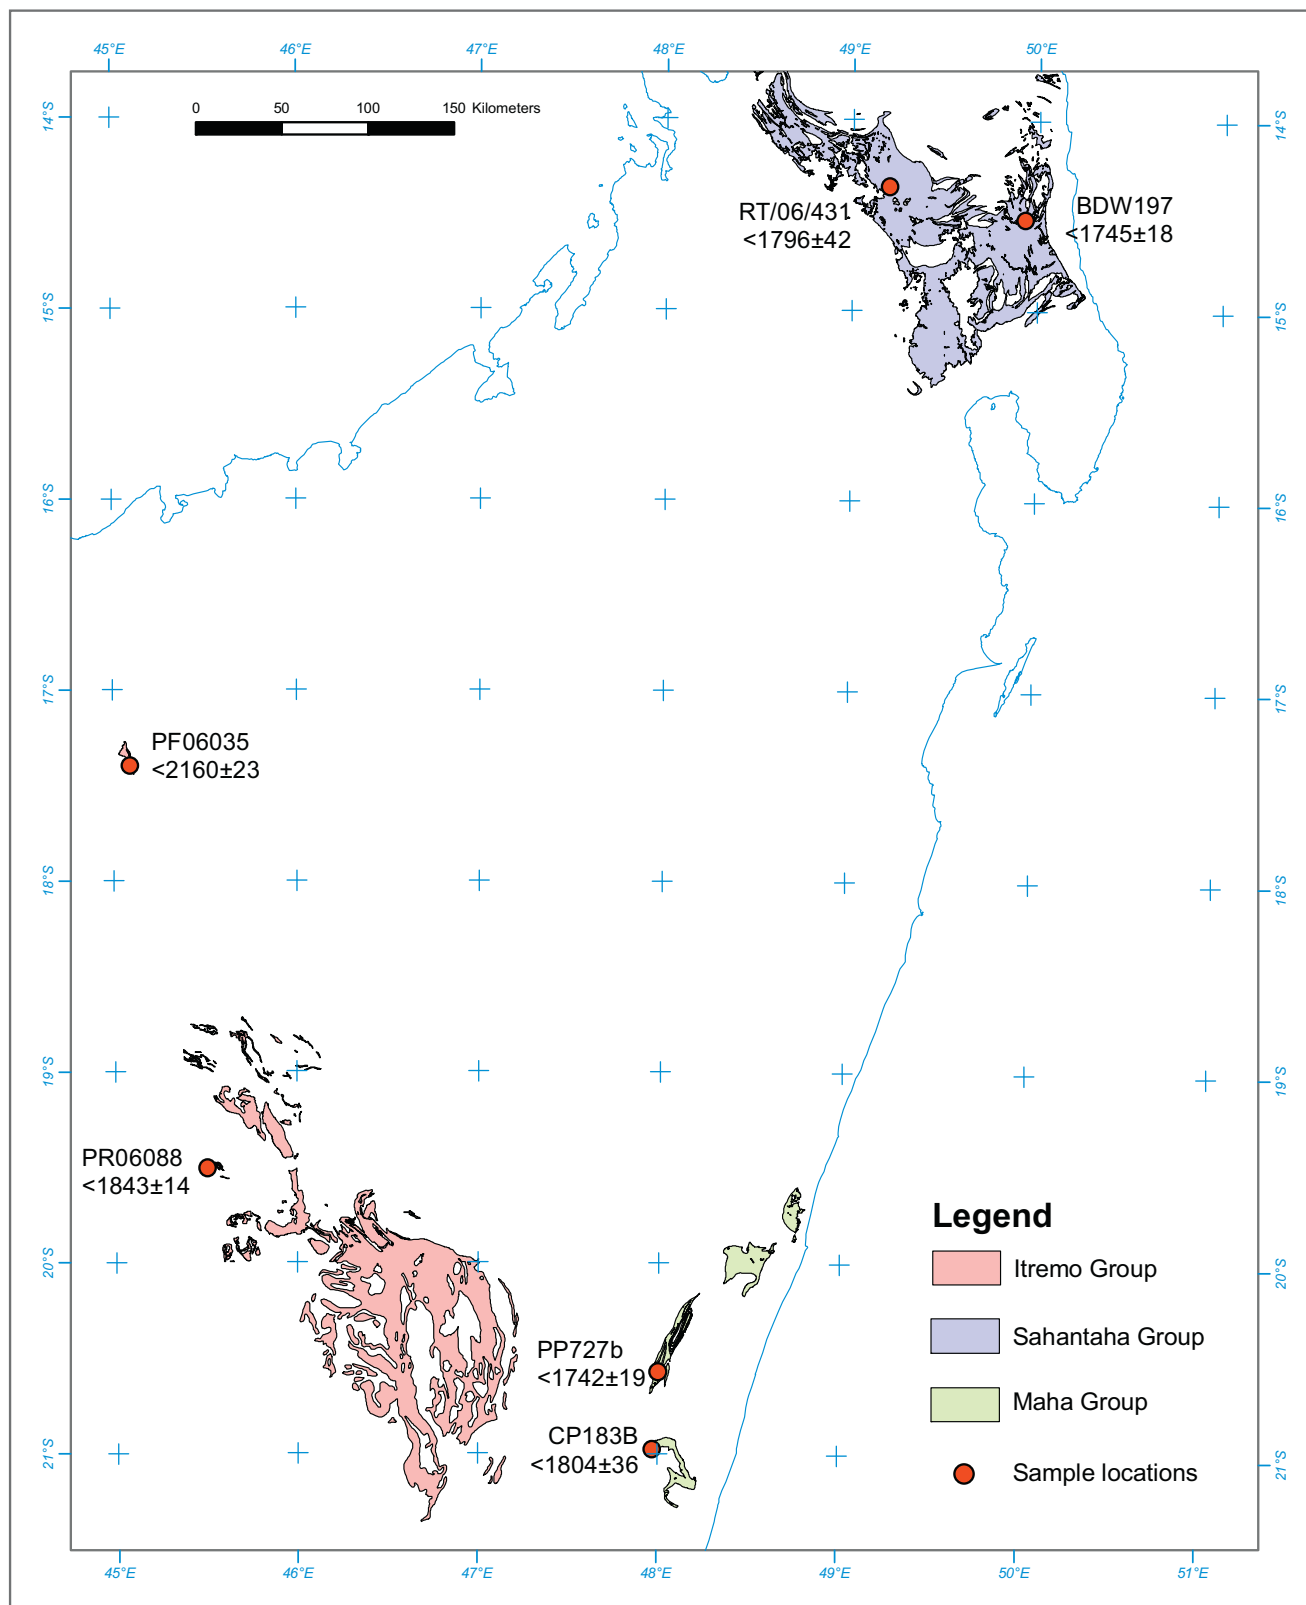 45°E 46°E 47°E 48°E 49°E 50°E
0 50 100 150 Kilometers
14°S 14°S
RT/06/431
<1796±42
BDW197
<1745±18
15°S 15°S
16°S 16°S
17°S 17°S
PF06035
<2160±23
18°S 18°S
19°S 19°S
PR06088
<1843±14
20°S 20°S
PP727b
<1742±19
CP183B
<1804±36
21°S 21°S
Legend
Itremo Group
Sahantaha Group
Maha Group
Sample locations
45°E 46°E 47°E 48°E 49°E 50°E 51°E